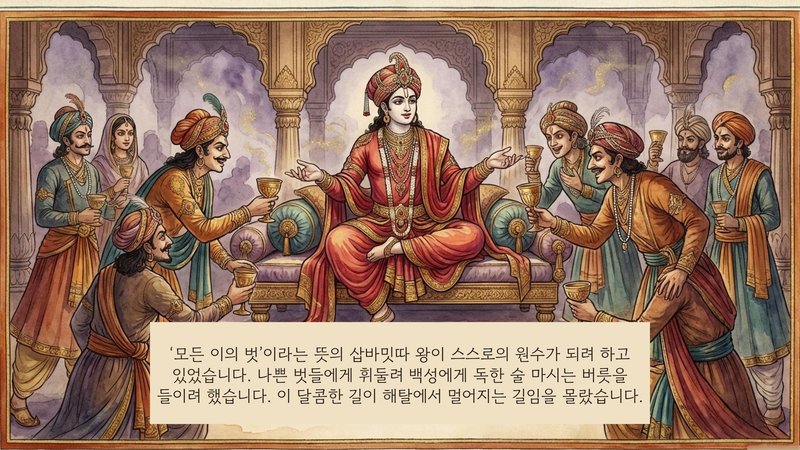 ‘모든 이의 벗’이라는 뜻의 삽바밋따 왕이 스스로의 원수가 되려 하고
있었습니다. 나쁜 벗들에게 휘둘려 백성에게 독한 술 마시는 버릇을
들이려 했습니다. 이 달콤한 길이 해탈에서 멀어지는 길임을 몰랐습니다.